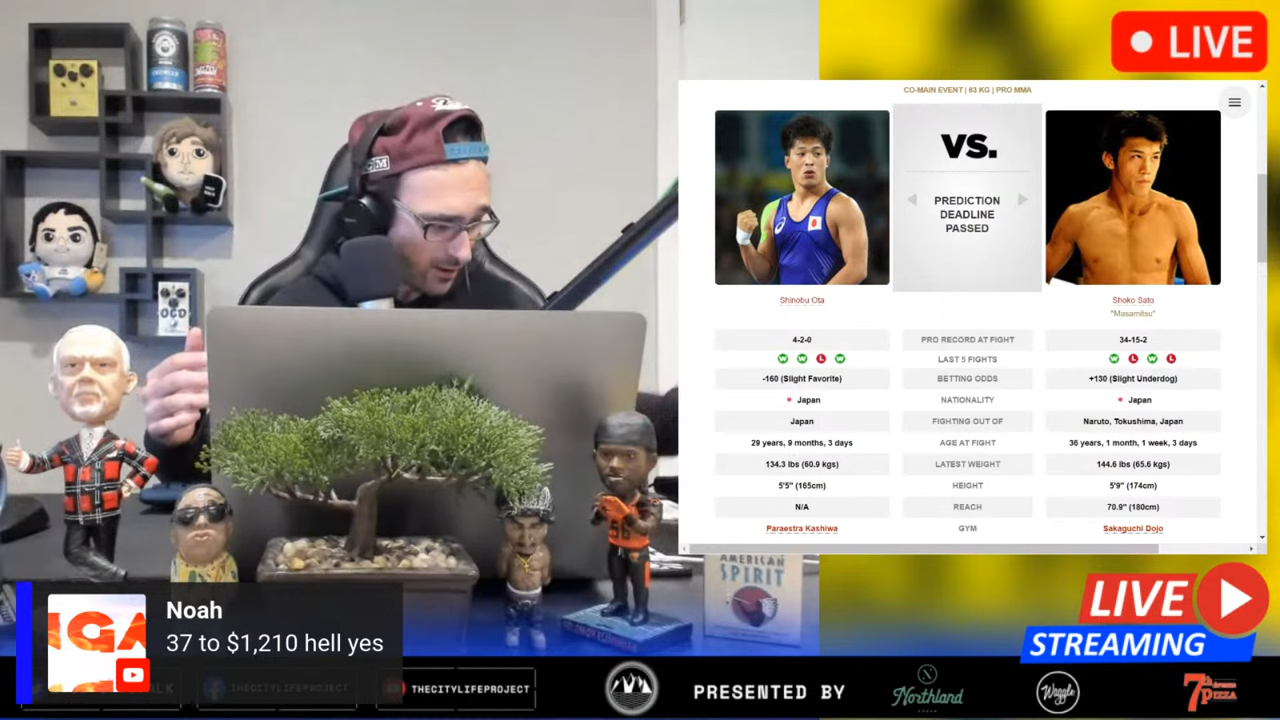 LIVE
CO-MAIN EVENT | 63 KG | PRO MMA
VS.
PREDICTION
DEADLINE
PASSED
Shinobu Ota
Shoko Sato
"Masamitsu"
4-2-0 PRO RECORD AT FIGHT 34-15-2
W W L W LAST 5 FIGHTS W L W L
-160 (Slight Favorite) BETTING ODDS +130 (Slight Underdog)
Japan NATIONALITY Japan
Japan FIGHTING OUT OF Naruto, Tokushima, Japan
29 years, 9 months, 3 days AGE AT FIGHT 36 years, 1 month, 1 week, 3 days
134.3 lbs (60.9 kgs) LATEST WEIGHT 144.6 lbs (65.6 kgs)
5'5" (165cm) HEIGHT 5'9" (174cm)
N/A REACH 70.9" (180cm)
Paraestra Kashiwa GYM Sakaguchi Dojo
OCD
AMERICAN
SPIRIT
Noah
37 to $1,210 hell yes
LIVE
STREAMING
THECITYLIFEPROJECT
THECITYLIFEPROJECT
PRESENTED BY
Northland
Waggle
7th
PIZZA